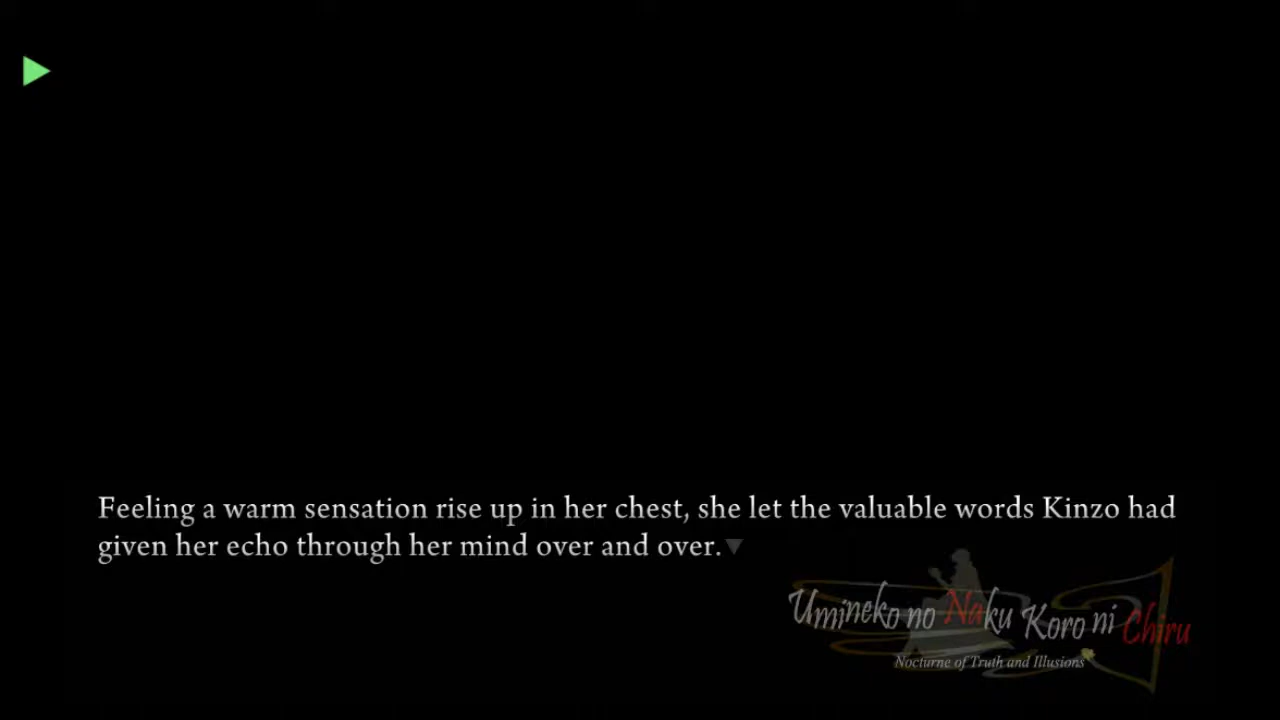 Feeling a warm sensation rise up in her chest, she let the valuable words Kinzo had
given her echo through her mind over and over.
Umineko no Naku Koro ni Chiru
Nocturne of Truth and Illusions